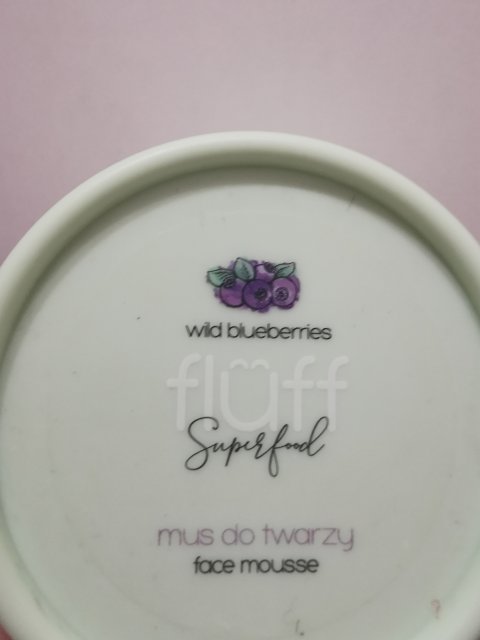 wild blueberries
flüff
Superfood
mus do twarzy
face mousse